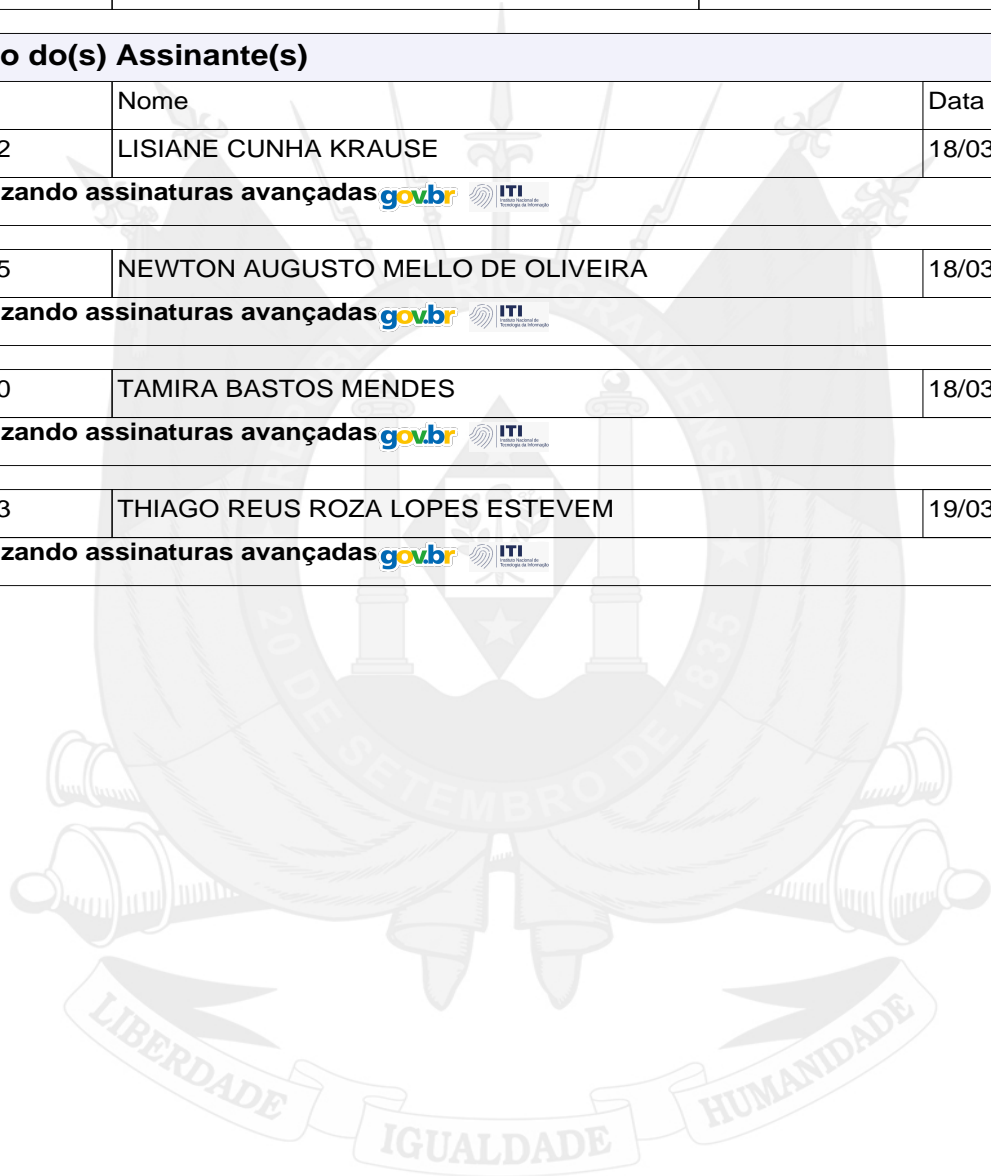 o do(s) Assinante(s)
Nome Data
2 LISIANE CUNHA KRAUSE 18/03
zando assinaturas avançadas gov.br ITI
5 NEWTON AUGUSTO MELLO DE OLIVEIRA 18/03
zando assinaturas avançadas gov.br ITI
0 TAMIRA BASTOS MENDES 18/03
zando assinaturas avançadas gov.br ITI
3 THIAGO REUS ROZA LOPES ESTEVEM 19/03
zando assinaturas avançadas gov.br ITI
REPÚBLICA RIO-GRANDENSE
20 DE SETEMBRO DE 1835
LIBERDADE IGUALDADE HUMANIDADE